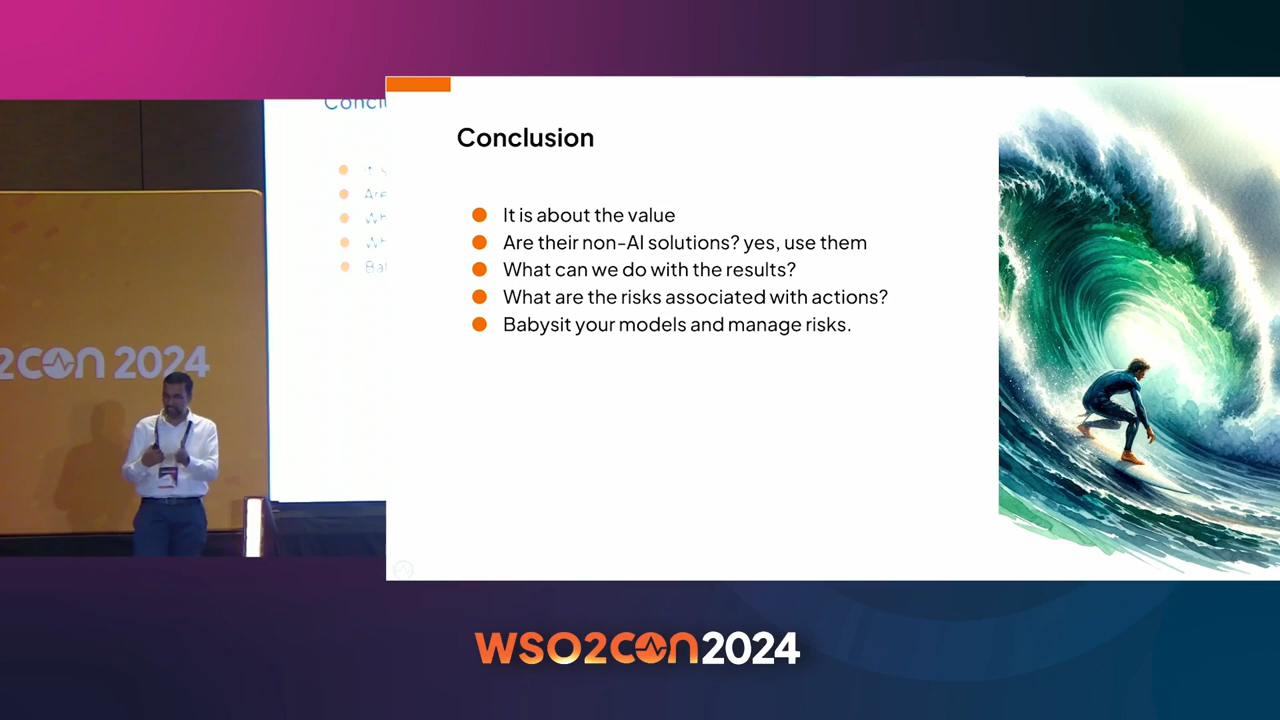 Conclusion
It is about the value
Are their non-AI solutions? yes, use them
What can we do with the results?
What are the risks associated with actions?
Babysit your models and manage risks.
2CON 2024
WSO2CON2024